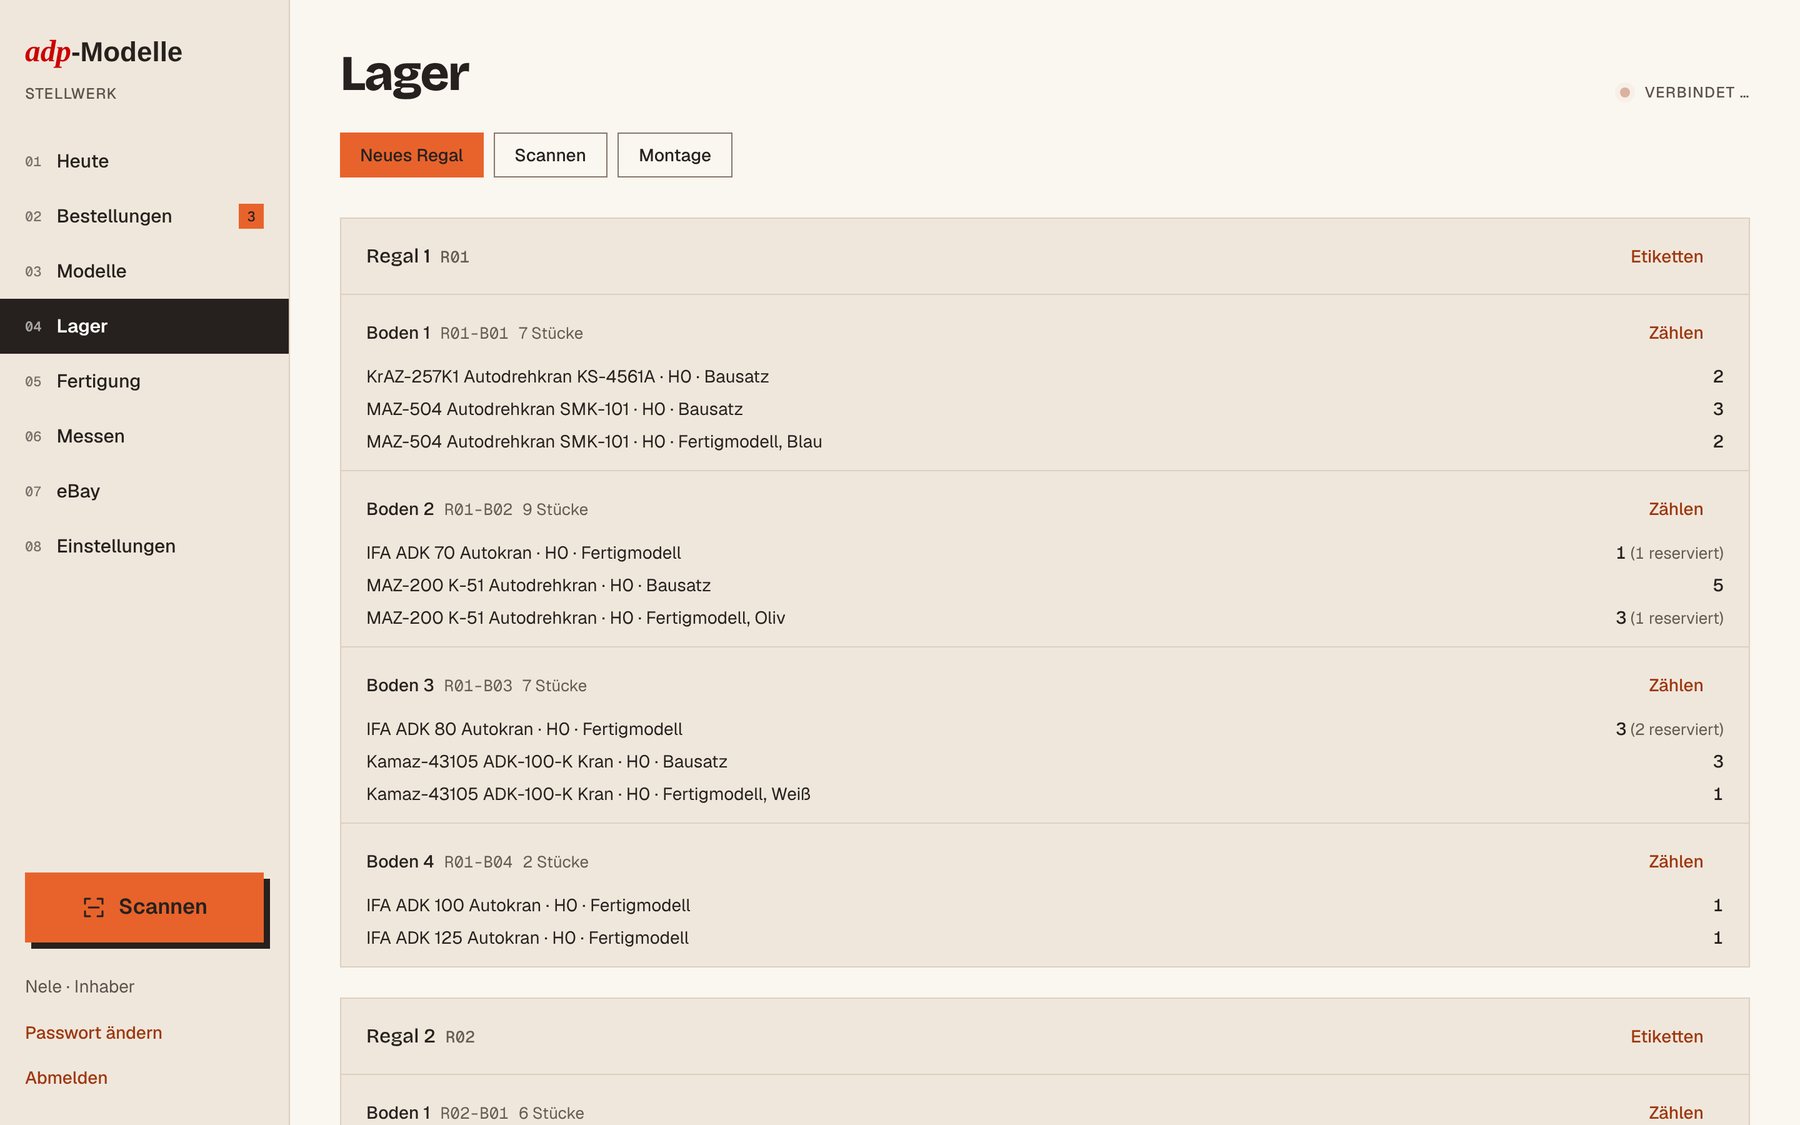 adp-Modelle
STELLWERK
01 Heute
02 Bestellungen 3
03 Modelle
04 Lager
05 Fertigung
06 Messen
07 eBay
08 Einstellungen
Scannen
Nele · Inhaber
Passwort ändern
Abmelden
Lager
VERBINDET …
Neues Regal Scannen Montage
Regal 1 R01 Etiketten
Boden 1 R01-B01 7 Stücke Zählen
KrAZ-257K1 Autodrehkran KS-4561A · H0 · Bausatz 2
MAZ-504 Autodrehkran SMK-101 · H0 · Bausatz 3
MAZ-504 Autodrehkran SMK-101 · H0 · Fertigmodell, Blau 2
Boden 2 R01-B02 9 Stücke Zählen
IFA ADK 70 Autokran · H0 · Fertigmodell 1 (1 reserviert)
MAZ-200 K-51 Autodrehkran · H0 · Bausatz 5
MAZ-200 K-51 Autodrehkran · H0 · Fertigmodell, Oliv 3 (1 reserviert)
Boden 3 R01-B03 7 Stücke Zählen
IFA ADK 80 Autokran · H0 · Fertigmodell 3 (2 reserviert)
Kamaz-43105 ADK-100-K Kran · H0 · Bausatz 3
Kamaz-43105 ADK-100-K Kran · H0 · Fertigmodell, Weiß 1
Boden 4 R01-B04 2 Stücke Zählen
IFA ADK 100 Autokran · H0 · Fertigmodell 1
IFA ADK 125 Autokran · H0 · Fertigmodell 1
Regal 2 R02 Etiketten
Boden 1 R02-B01 6 Stücke Zählen